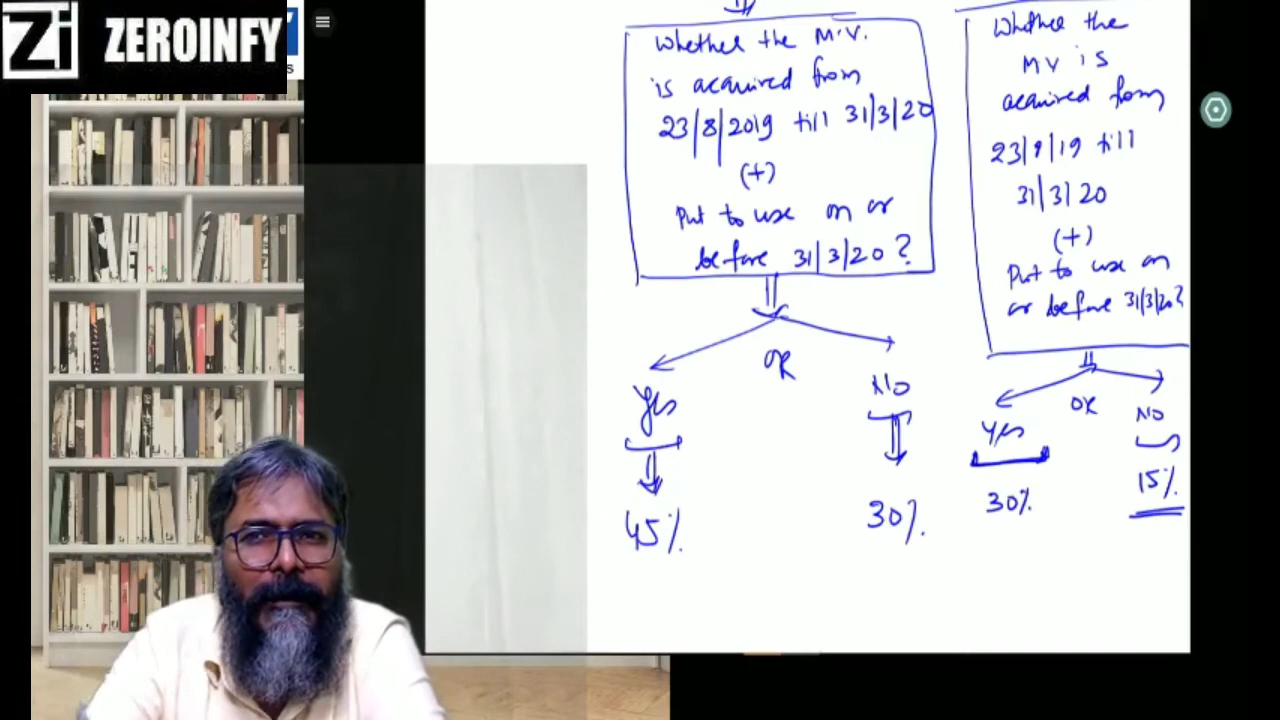 Zi ZEROINFY
s
Whether the M.V.
is acquired from
23/8/2019 till 31/3/20
(+)
Put to use on or
before 31/3/20?
OR
Yes
NO
45%.
30%.
Whether the
MV is
acquired from
23/8/19 till
31/3/20
(+)
Put to use on
or before 31/3/20?
OR
Yes
NO
30%.
15%.